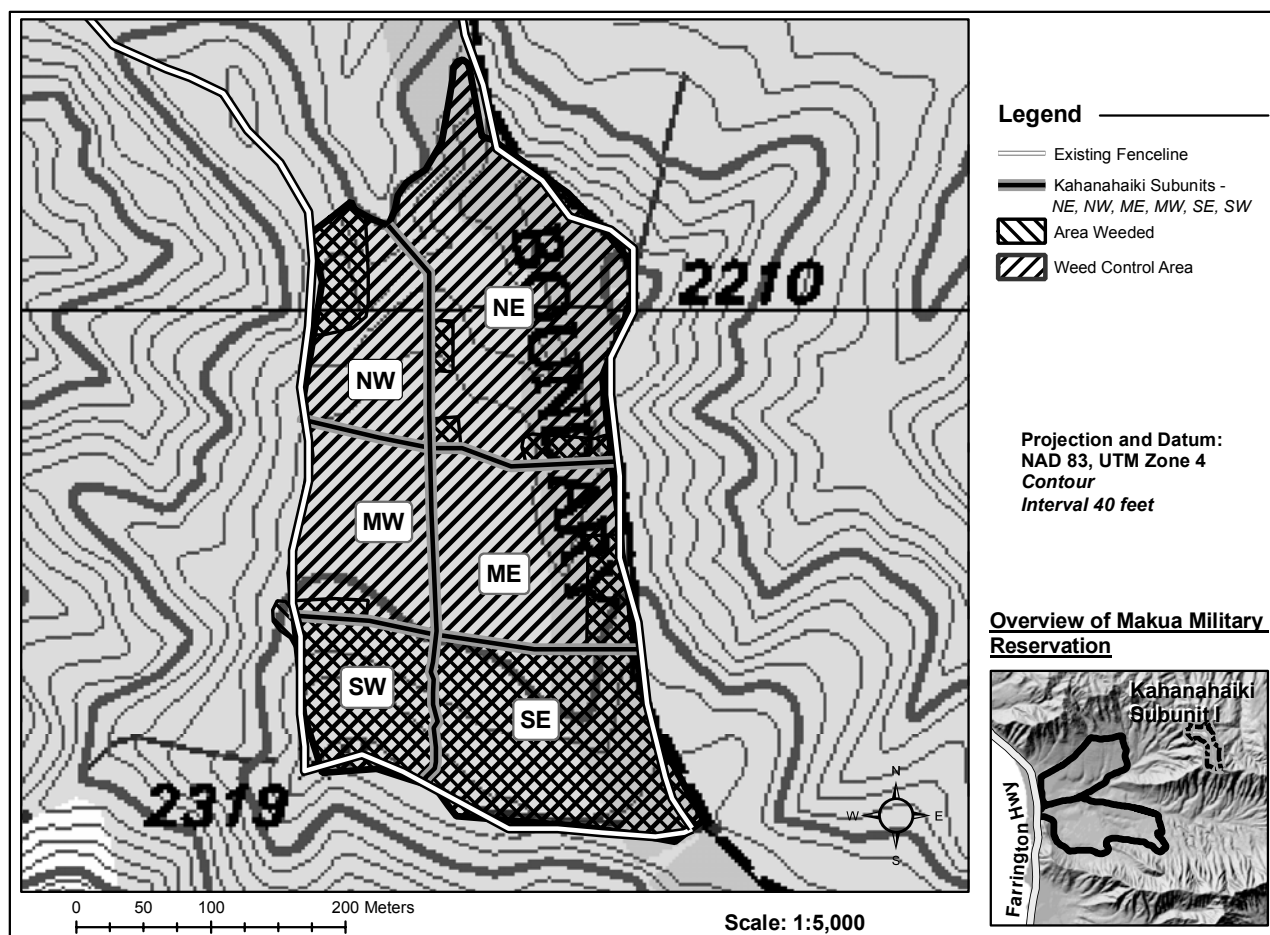 BOUNDARY
2210
NE
NW
MW
ME
SW
SE
2319
N
W
E
S
0
50
100
200 Meters
Scale: 1:5,000
Legend
Existing Fenceline
Kahanahaiki Subunits -
NE, NW, ME, MW, SE, SW
Area Weeded
Weed Control Area
Projection and Datum:
NAD 83, UTM Zone 4
Contour
Interval 40 feet
Overview of Makua Military
Reservation
Kahanahaiki
Subunit I
Farrington Hwy